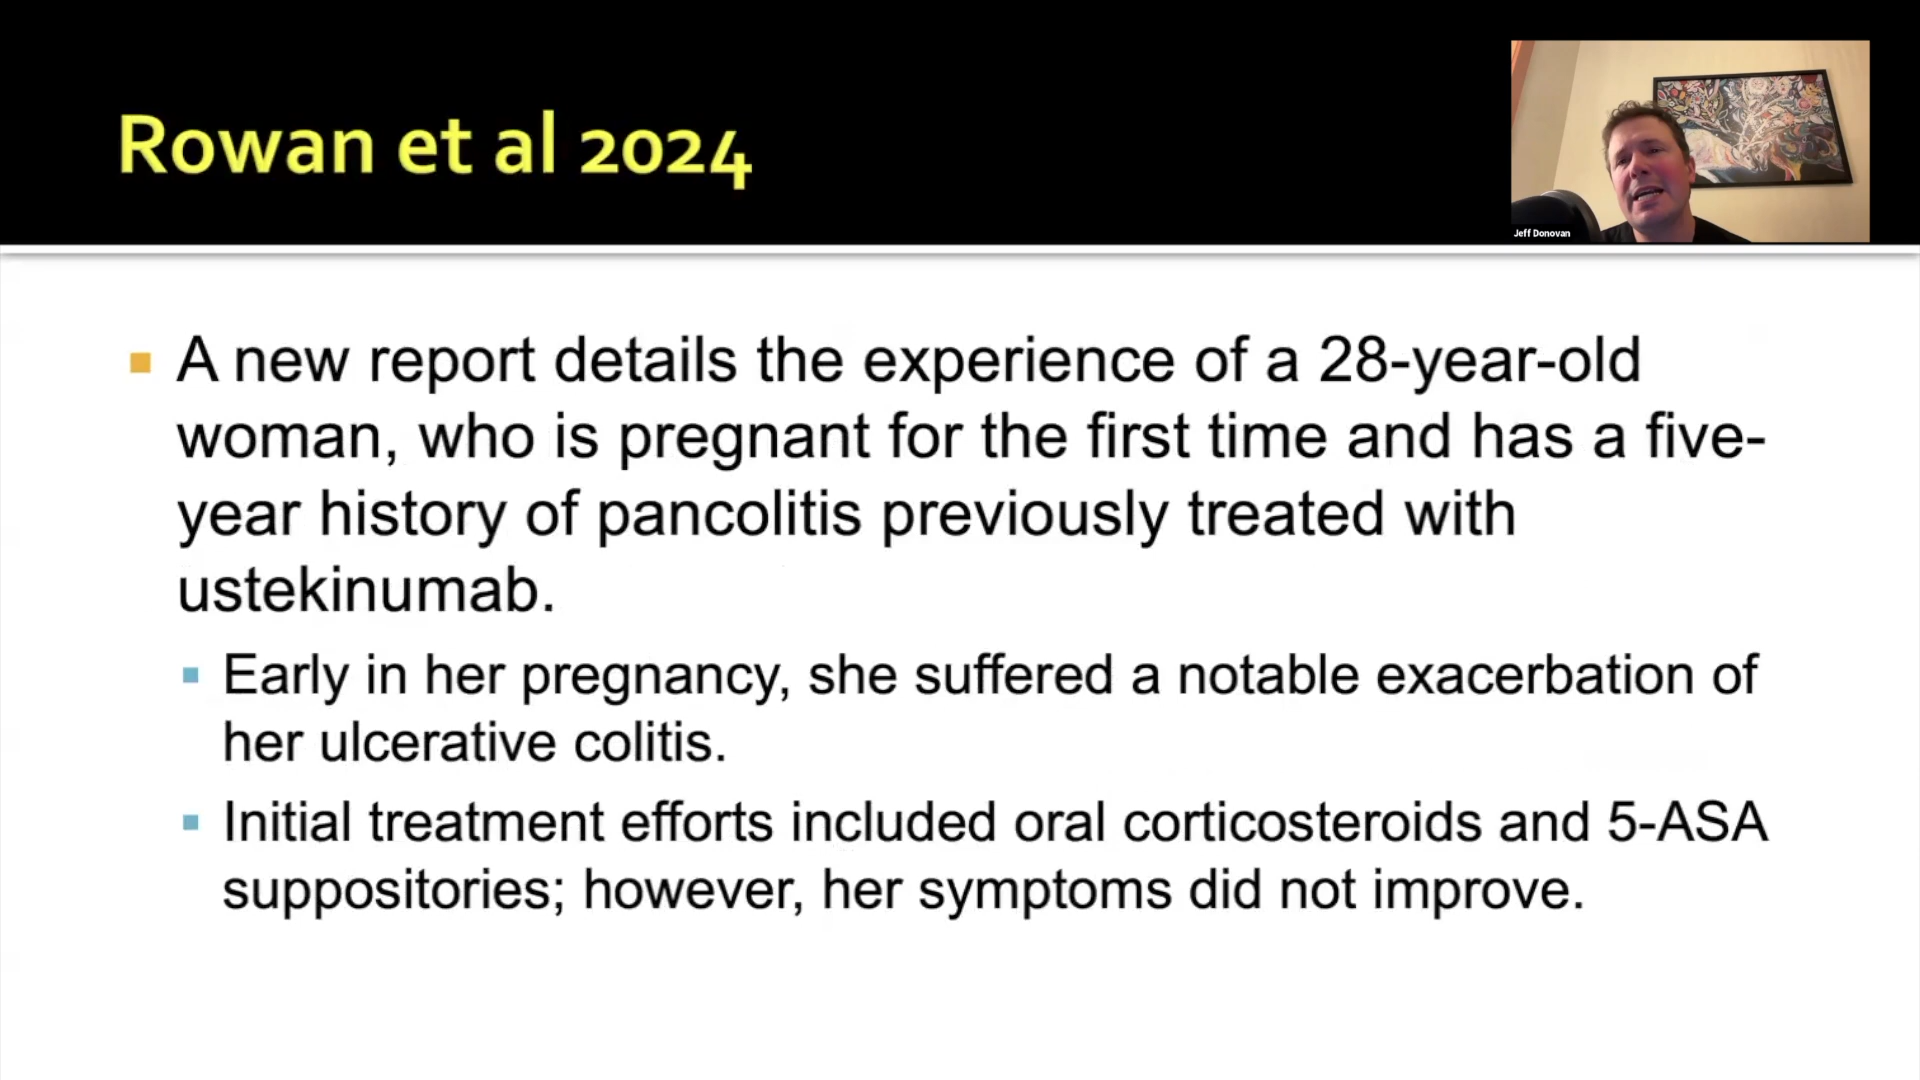 Rowan et al 2024
Jeff Donovan
A new report details the experience of a 28-year-old
woman, who is pregnant for the first time and has a five-
year history of pancolitis previously treated with
ustekinumab.
Early in her pregnancy, she suffered a notable exacerbation of
her ulcerative colitis.
Initial treatment efforts included oral corticosteroids and 5-ASA
suppositories; however, her symptoms did not improve.